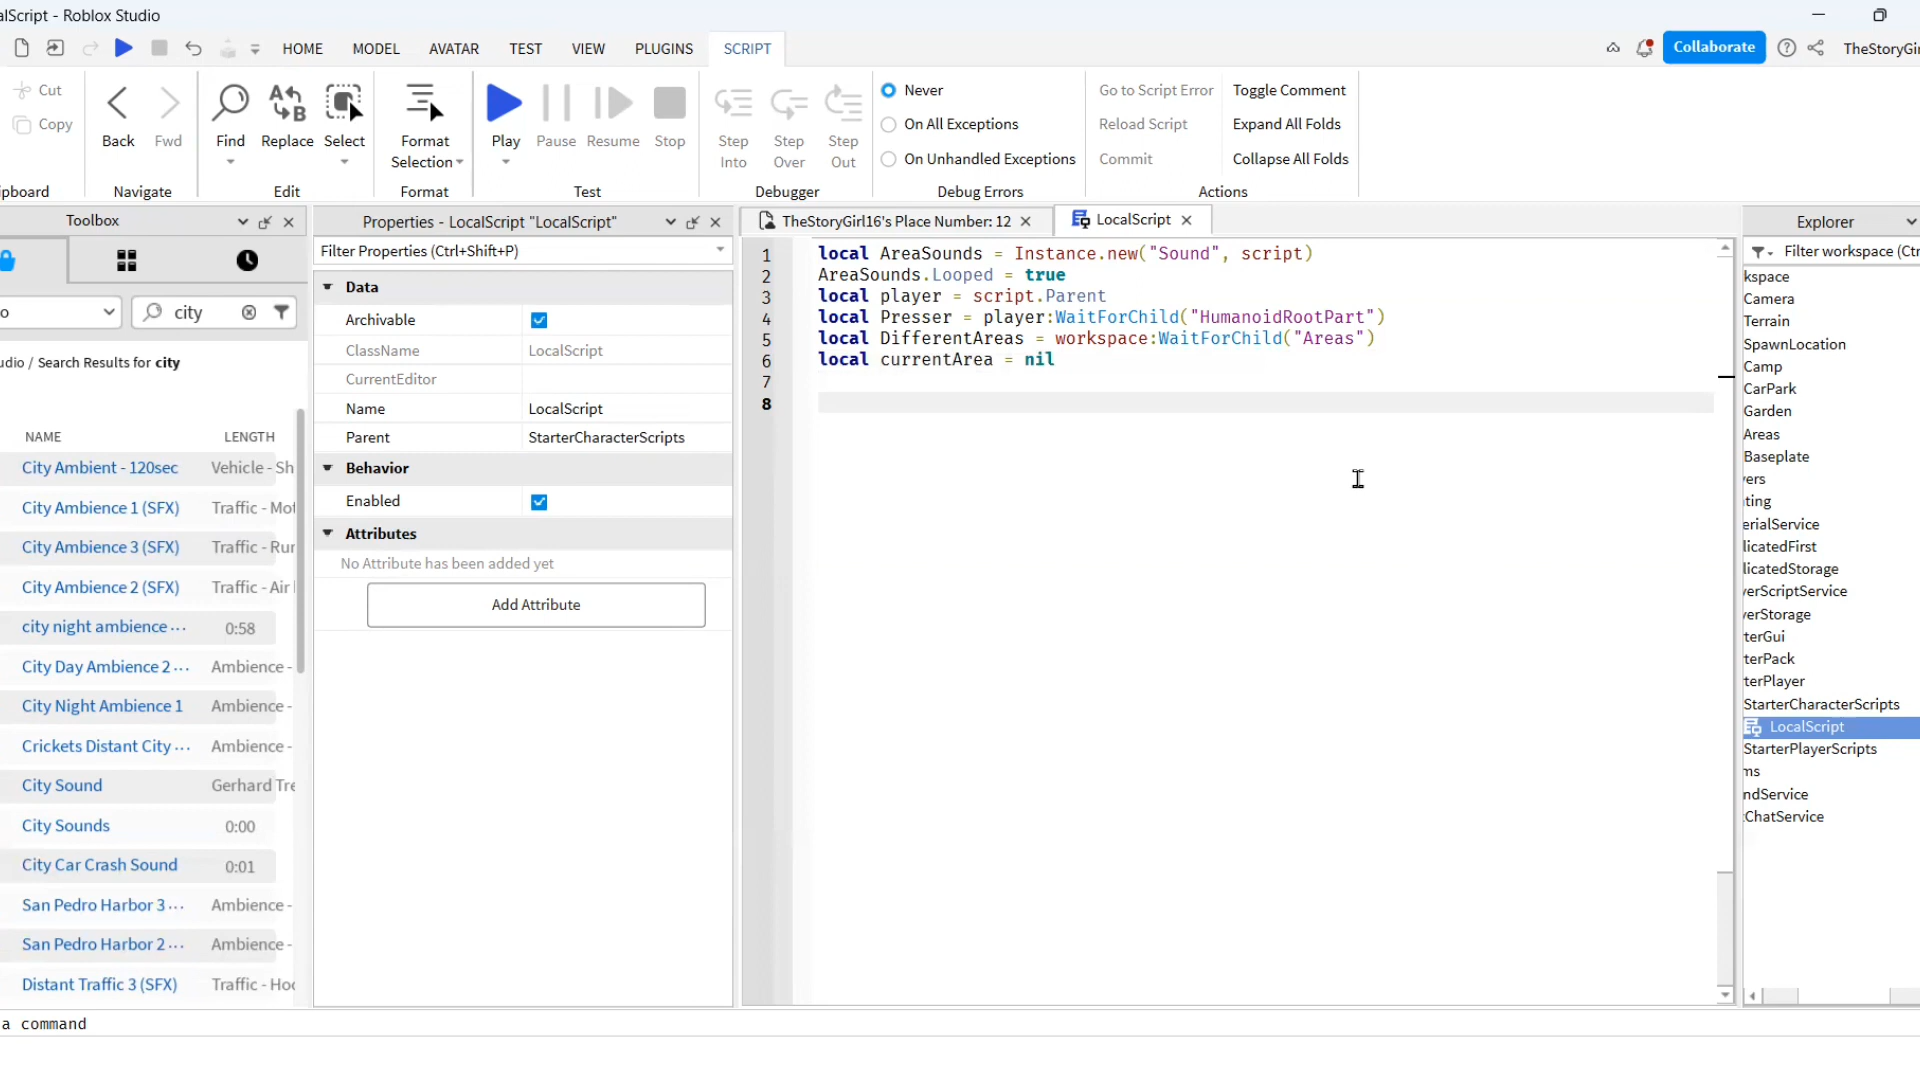 alScript - Roblox Studio
HOME MODEL AVATAR TEST VIEW PLUGINS SCRIPT
Collaborate
TheStoryGir
Cut
Copy
Back
Fwd
Find
Replace
Select
Format
Selection
Play
Pause
Resume
Stop
Step
Into
Step
Over
Step
Out
Never
On All Exceptions
On Unhandled Exceptions
Go to Script Error
Reload Script
Commit
Toggle Comment
Expand All Folds
Collapse All Folds
ipboard
Navigate
Edit
Format
Test
Debugger
Debug Errors
Actions
Toolbox
o
city
udio / Search Results for city
NAME LENGTH
City Ambient - 120sec Vehicle - Sh
City Ambience 1 (SFX) Traffic - Mot
City Ambience 3 (SFX) Traffic - Rur
City Ambience 2 (SFX) Traffic - Air
city night ambience ... 0:58
City Day Ambience 2 ... Ambience -
City Night Ambience 1 Ambience -
Crickets Distant City ... Ambience -
City Sound Gerhard Tre
City Sounds 0:00
City Car Crash Sound 0:01
San Pedro Harbor 3 ... Ambience -
San Pedro Harbor 2 ... Ambience -
Distant Traffic 3 (SFX) Traffic - Hoo
Properties - LocalScript "LocalScript"
Filter Properties (Ctrl+Shift+P)
Data
Archivable
ClassName LocalScript
CurrentEditor
Name LocalScript
Parent StarterCharacterScripts
Behavior
Enabled
Attributes
No Attribute has been added yet
Add Attribute
TheStoryGirl16's Place Number: 12
LocalScript
1 local AreaSounds = Instance.new("Sound", script)
2 AreaSounds.Looped = true
3 local player = script.Parent
4 local Presser = player:WaitForChild("HumanoidRootPart")
5 local DifferentAreas = workspace:WaitForChild("Areas")
6 local currentArea = nil
7
8
Explorer
Filter workspace (Ctr
kspace
Camera
Terrain
SpawnLocation
Camp
CarPark
Garden
Areas
Baseplate
yers
ting
erialService
licatedFirst
licatedStorage
verScriptService
verStorage
terGui
terPack
terPlayer
StarterCharacterScripts
LocalScript
StarterPlayerScripts
ms
ndService
tChatService
a command